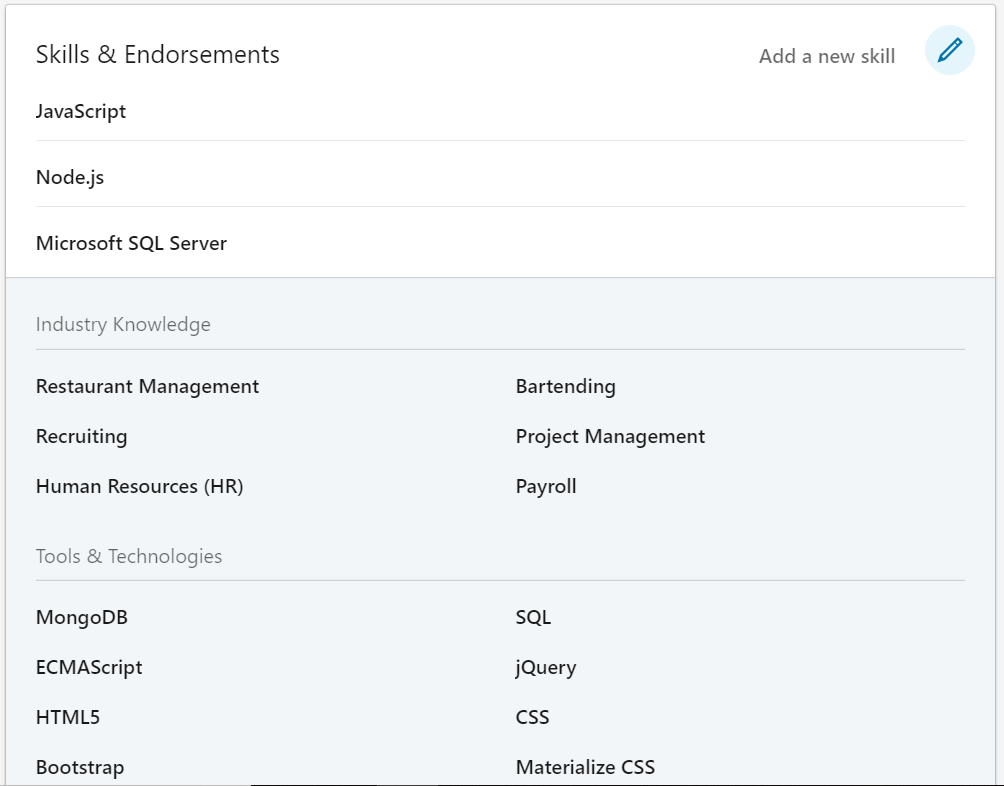 Skills & Endorsements
Add a new skill
JavaScript
Node.js
Microsoft SQL Server
Industry Knowledge
Restaurant Management
Bartending
Recruiting
Project Management
Human Resources (HR)
Payroll
Tools & Technologies
MongoDB
SQL
ECMAScript
jQuery
HTML5
CSS
Bootstrap
Materialize CSS